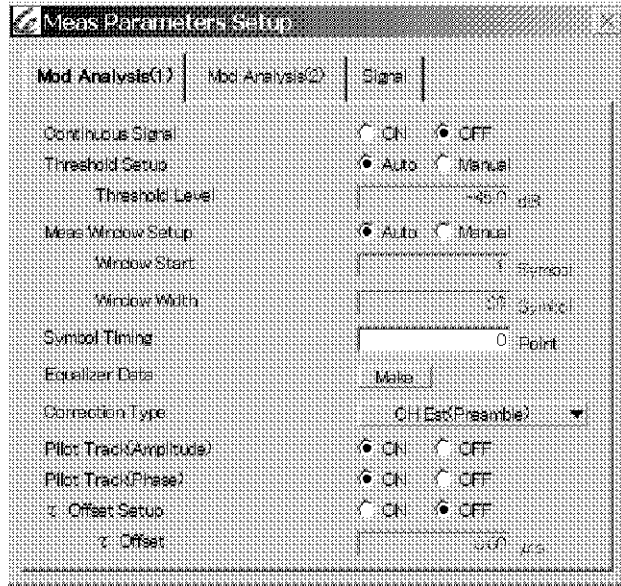 Meas Parameters Setup
Mod Analysis(1) Mod Analysis(2) Signal
Continuous Signal ON OFF
Threshold Setup Auto Manual
Threshold Level -45.0 dB
Meas Window Setup Auto Manual
Window Start 1 Symbol
Window Width Symbol
Symbol Timing 0 Point
Equalizer Data Make
Correction Type CH Est(Preamble)
Pilot Track(Amplitude) ON OFF
Pilot Track(Phase) ON OFF
τ Offset Setup ON OFF
τ Offset μs